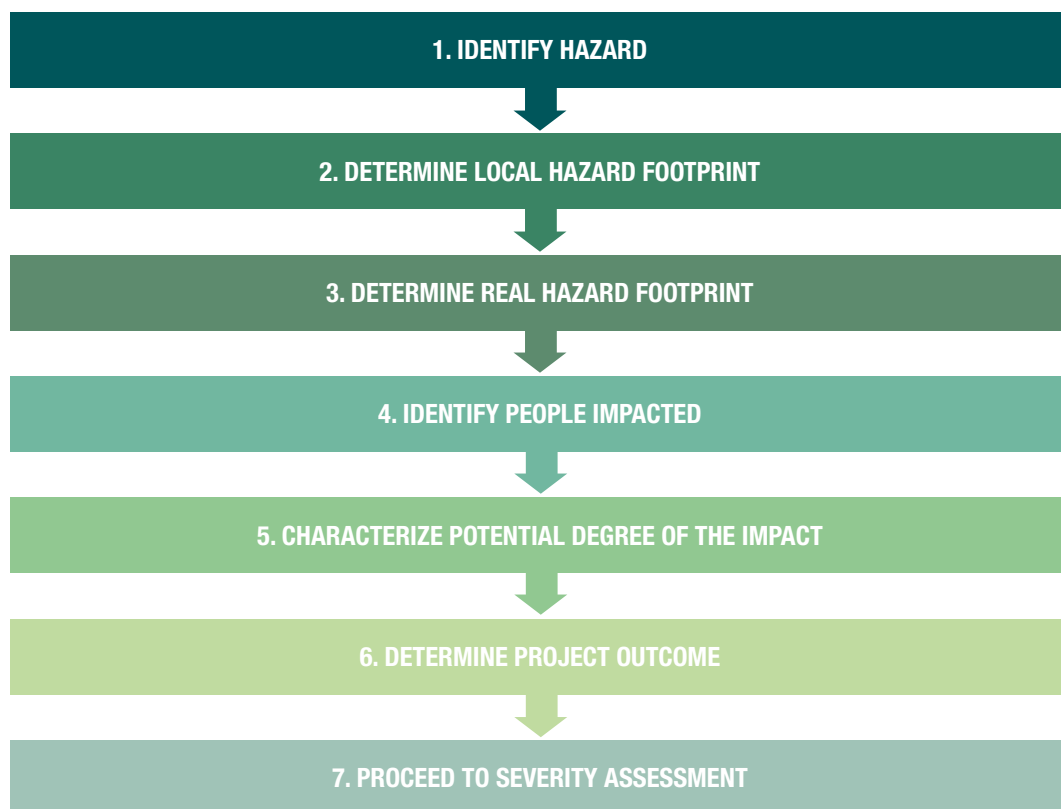 1. IDENTIFY HAZARD
2. DETERMINE LOCAL HAZARD FOOTPRINT
3. DETERMINE REAL HAZARD FOOTPRINT
4. IDENTIFY PEOPLE IMPACTED
5. CHARACTERIZE POTENTIAL DEGREE OF THE IMPACT
6. DETERMINE PROJECT OUTCOME
7. PROCEED TO SEVERITY ASSESSMENT